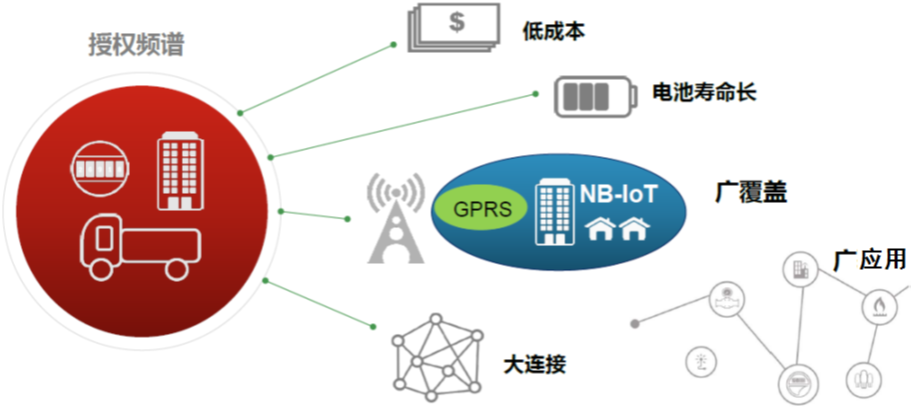 授权频谱
$
低成本
电池寿命长
GPRS
NB-IoT
广覆盖
广应用
大连接